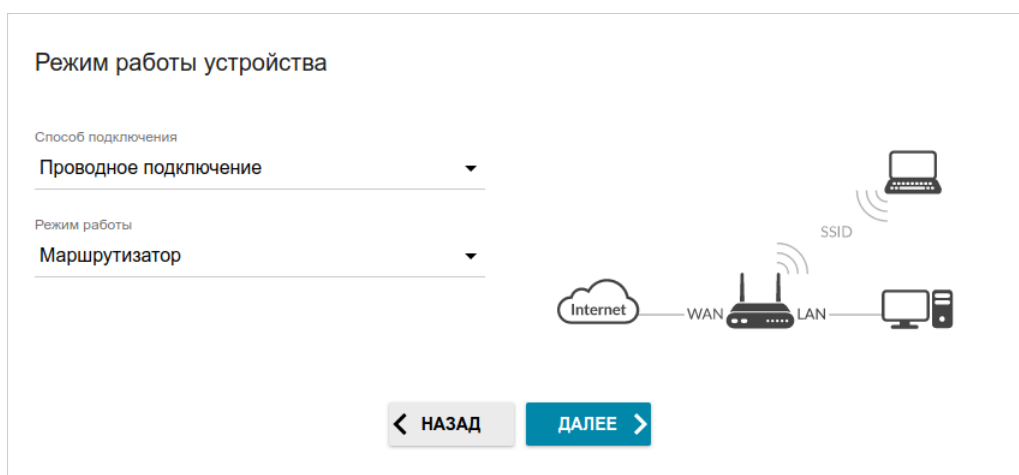 Режим работы устройства
Способ подключения
Проводное подключение
Режим работы
Маршрутизатор
SSID
Internet
WAN
LAN
НАЗАД
ДАЛЕЕ